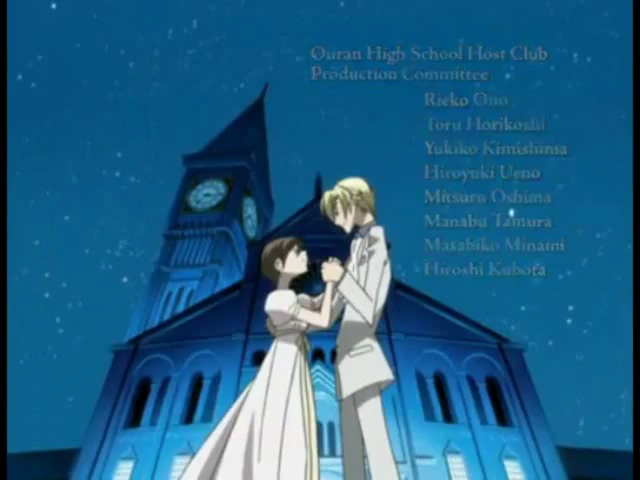 Ouran High School Host Club
Production Committee
Rieko Ono
Toru Horikoshi
Yukiko Kimishima
Hiroyuki Ueno
Mitsuru Oshima
Manabu Tamura
Masahiko Minami
Hiroshi Kubota